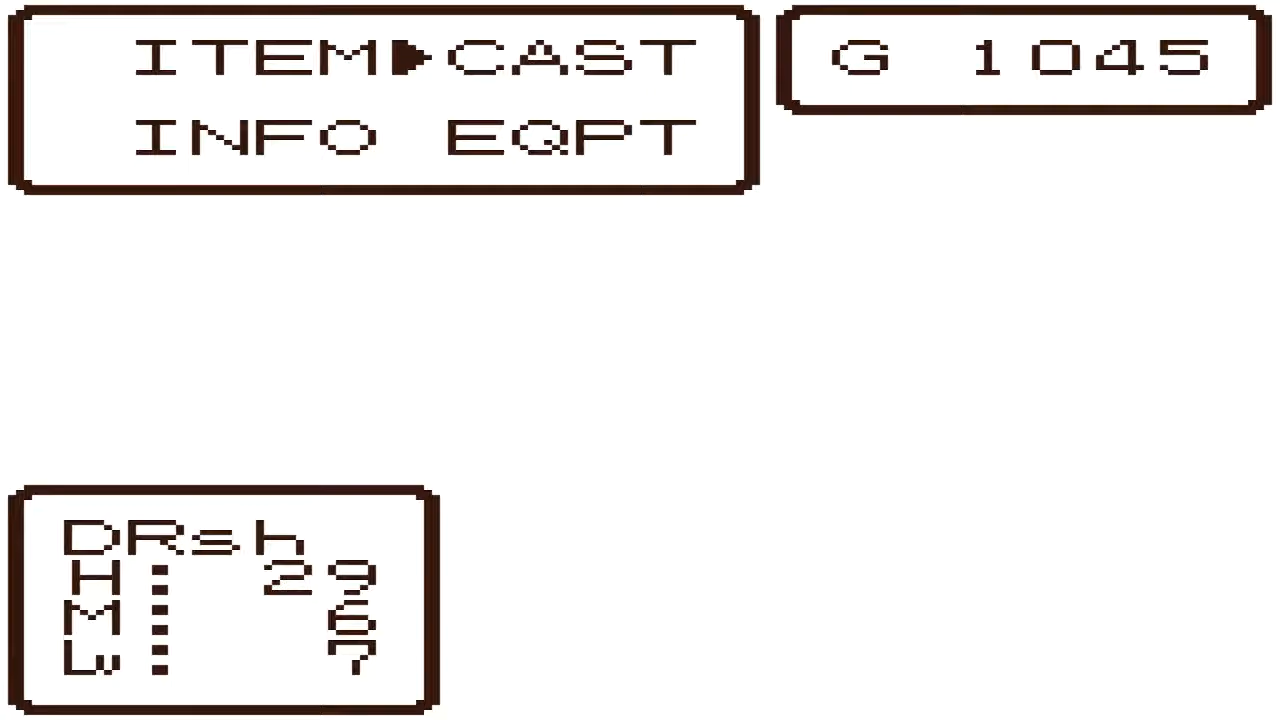 ITEM▶CAST
INFO EQPT
G 1045
DRsh
H: 29
M: 6
Lv: 7